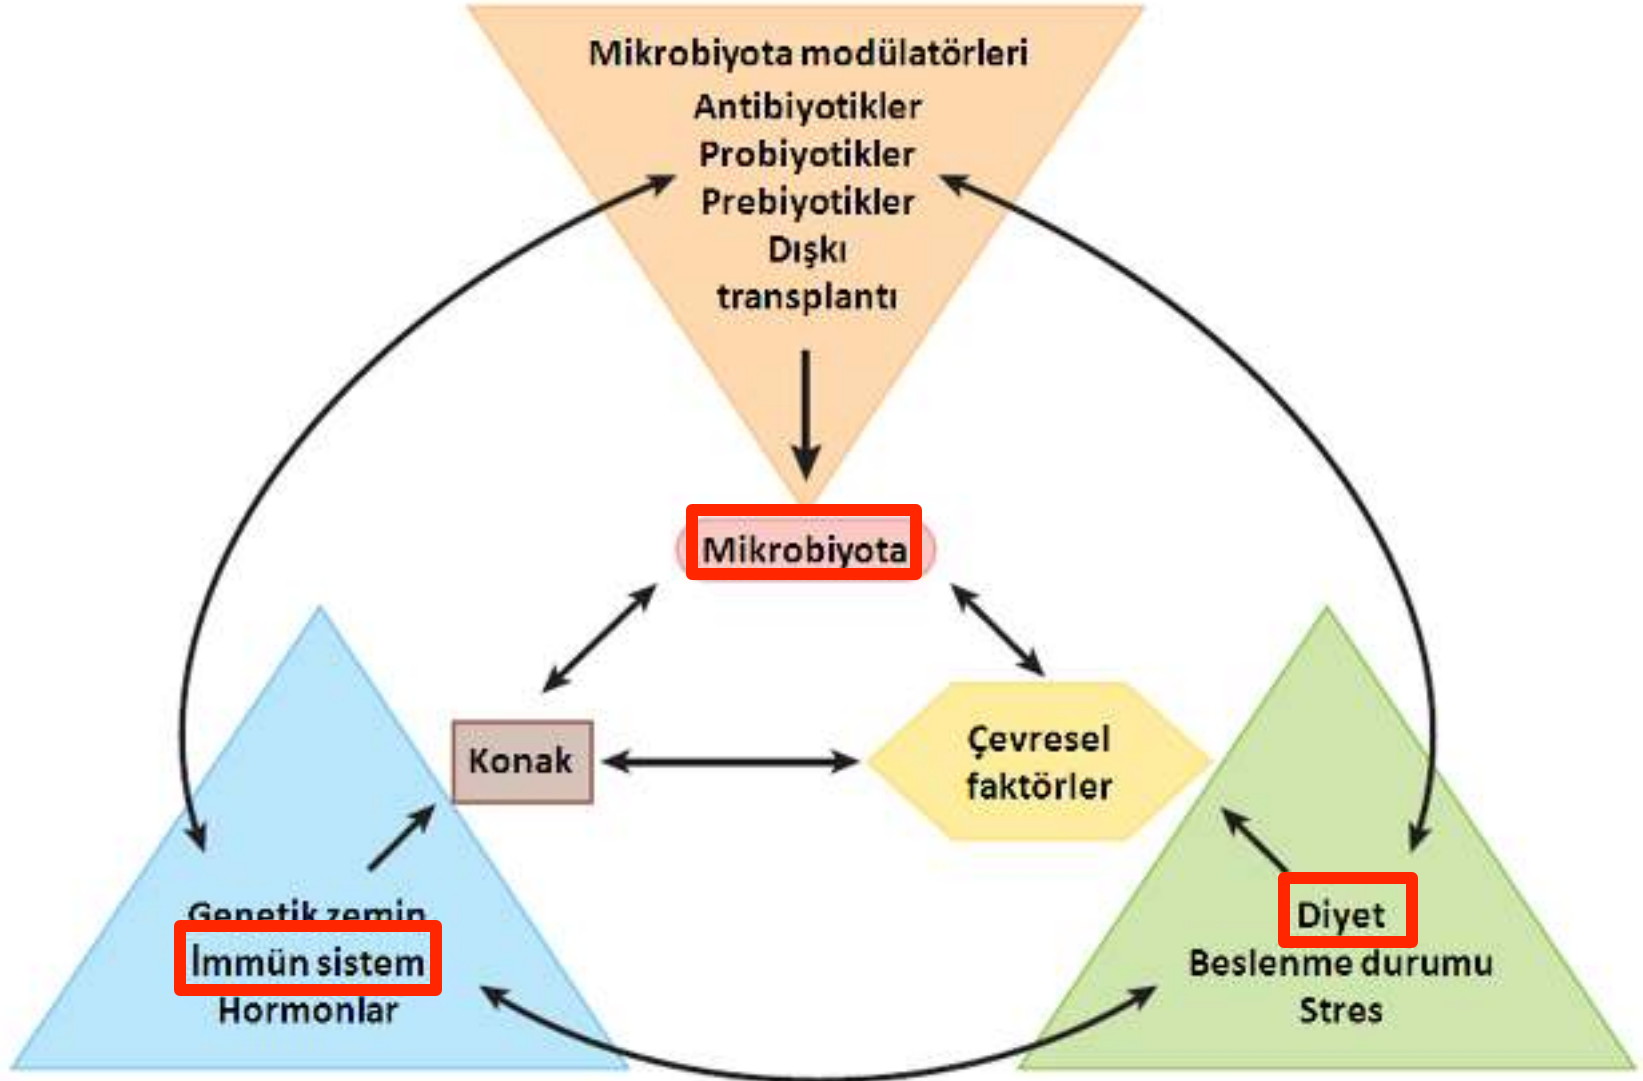 Mikrobiyota modülatörleri
Antibiyotikler
Probiyotikler
Prebiyotikler
Dışkı
transplantı
Mikrobiyota
Konak
Çevresel
faktörler
Genetik zemin
İmmün sistem
Hormonlar
Diyet
Beslenme durumu
Stres